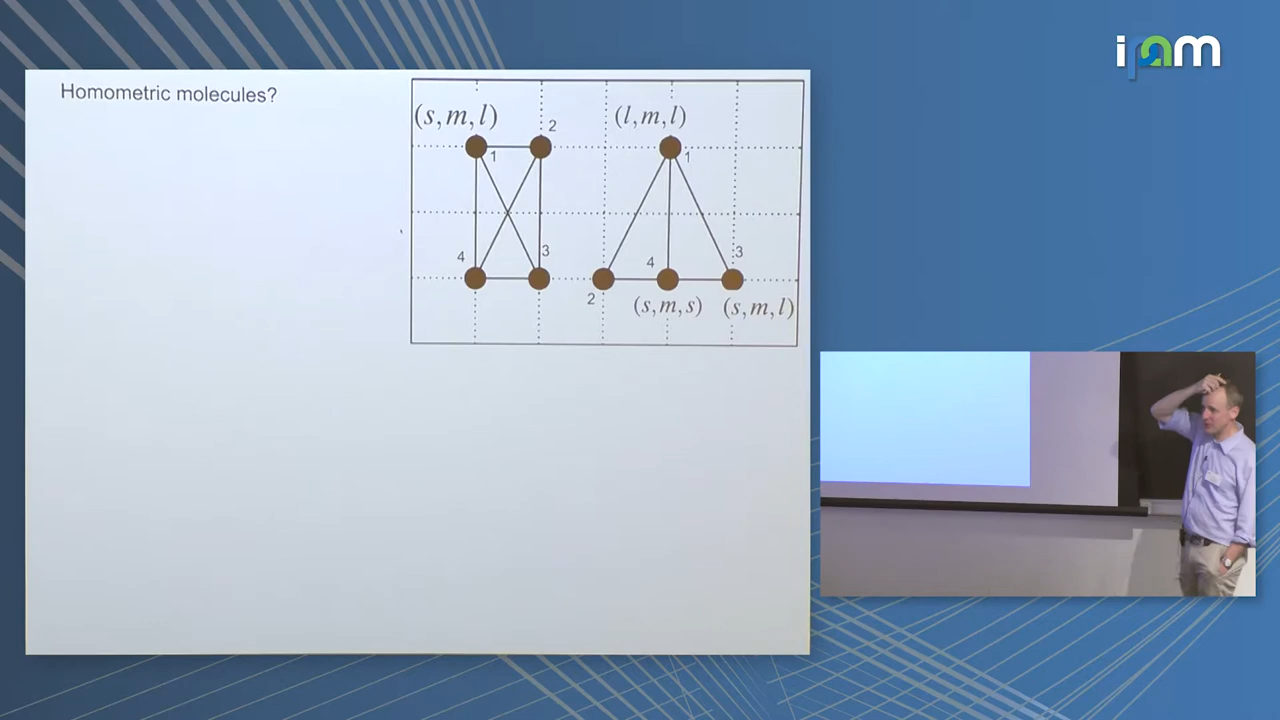 ipam
Homometric molecules?
(s,m,l)
2
(l,m,l)
1
1
4
3
4
3
2
(s,m,s)
(s,m,l)